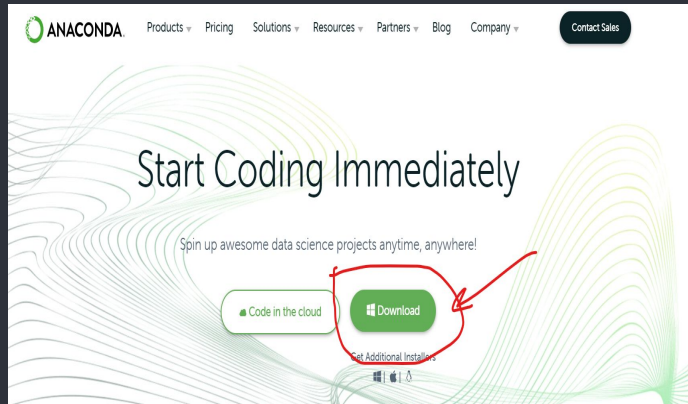 ANACONDA. Products Pricing Solutions Resources Partners Blog Company Contact Sales
Start Coding Immediately
Spin up awesome data science projects anytime, anywhere!
Code in the cloud Download
Get Additional Installers